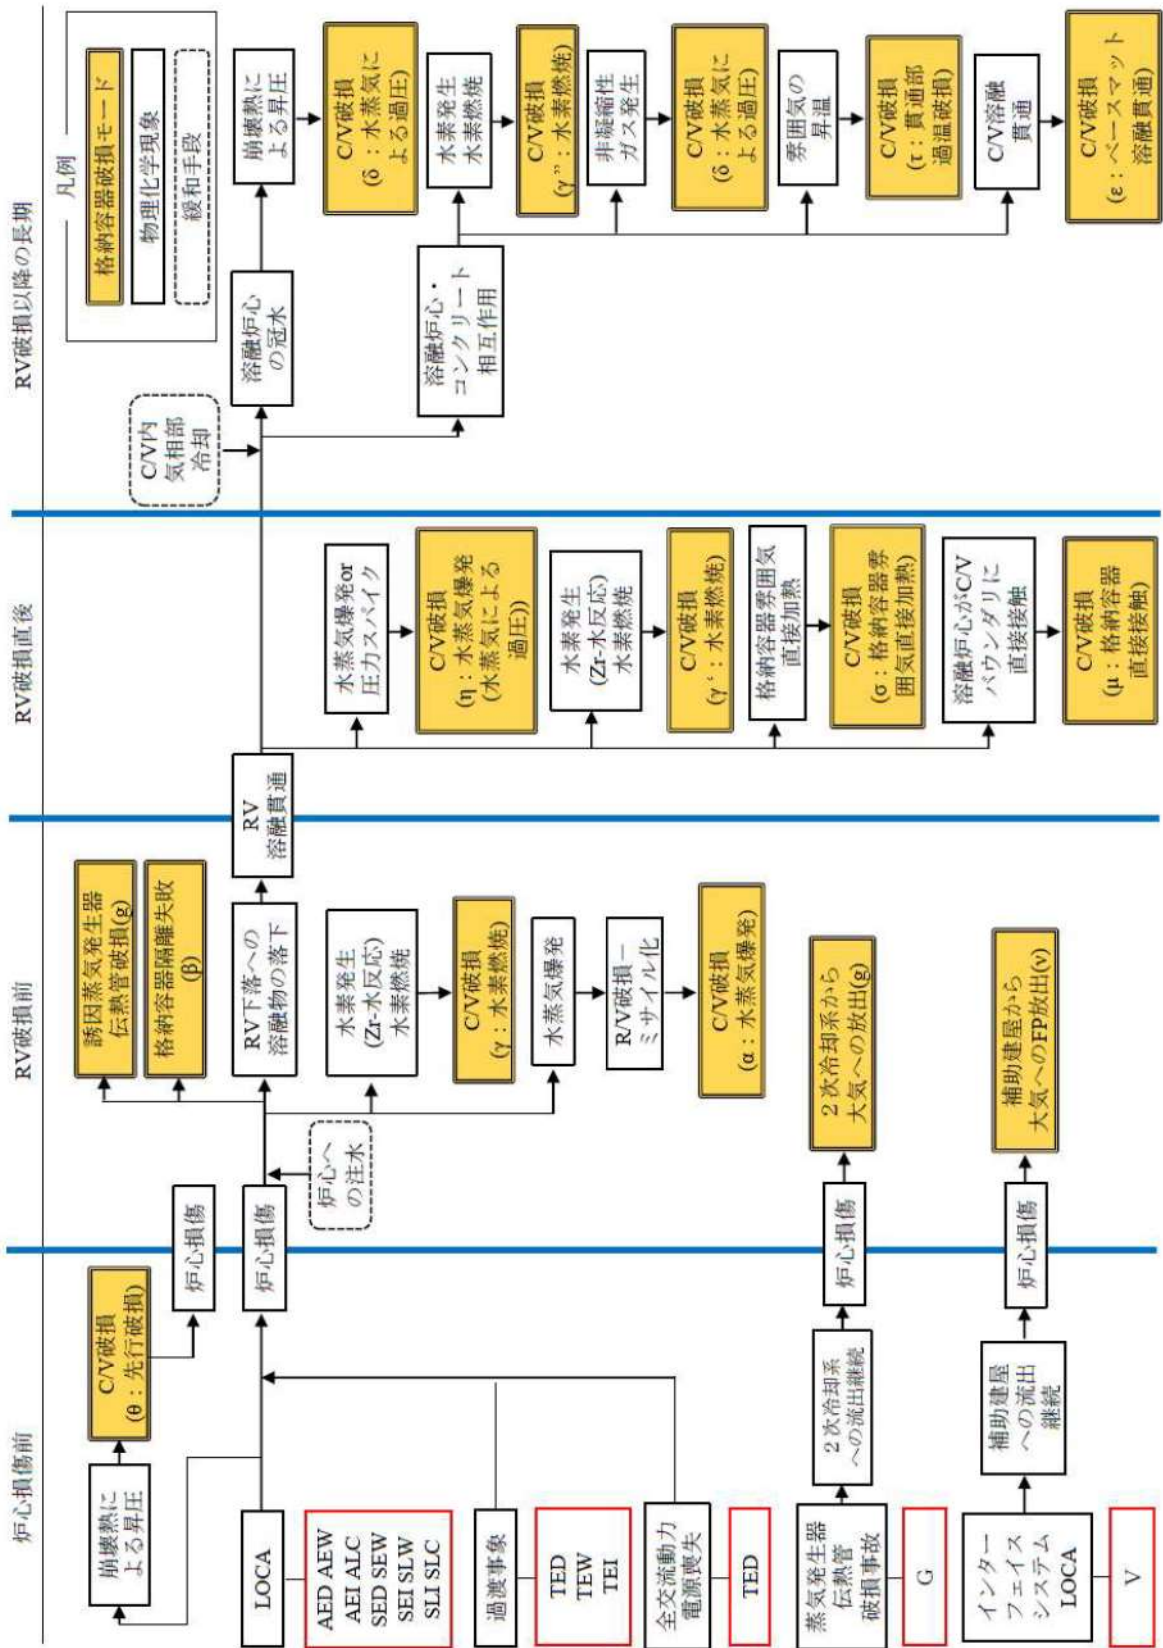 炉心損傷前
RV破損前
RV破損直後
RV破損以降の長期
凡例
格納容器破損モード
物理化学現象
緩和手段
崩壊熱に
よる昇圧
C/V破損
(θ：先行破損)
炉心損傷
LOCA
AED AEW
AEI ALC
SED SEW
SEI SLW
SLI SLC
炉心損傷
過渡事象
TED
TEW
TEI
全交流動力
電源喪失
TED
蒸気発生器
伝熱管
破損事故
G
2次冷却系
への流出継続
炉心損傷
2次冷却系から
大気への放出(g)
インター
フェイス
システム
LOCA
V
補助建屋
への流出
継続
炉心損傷
補助建屋から
大気へのFP放出(ν)
炉心へ
の注水
誘因蒸気発生器
伝熱管破損(g)
格納容器隔離失敗
(β)
RV下落への
溶融物の落下
水素発生
(Zr-水反応)
水素燃焼
C/V破損
(γ：水素燃焼)
水蒸気爆発
R/V破損－
ミサイル化
C/V破損
(α：水蒸気爆発)
RV
溶融貫通
水蒸気爆発or
圧力スパイク
C/V破損
(η：水蒸気爆発
(水蒸気による
過圧))
水素発生
(Zr-水反応)
水素燃焼
C/V破損
(γ‘：水素燃焼)
格納容器雰囲気
直接加熱
C/V破損
(σ：格納容器雰
囲気直接加熱)
溶融炉心がC/V
バウンダリに
直接接触
C/V破損
(μ：格納容器
直接接触)
C/V内
気相部
冷却
溶融炉心
の冠水
崩壊熱に
よる昇圧
C/V破損
(δ：水蒸気に
よる過圧)
溶融炉心・
コンクリート
相互作用
水素発生
水素燃焼
C/V破損
(γ”：水素燃焼)
非凝縮性
ガス発生
C/V破損
(δ：水蒸気に
よる過圧)
雰囲気の
昇温
C/V破損
(τ：貫通部
過温破損)
C/V溶融
貫通
C/V破損
(ε：ベースマット
溶融貫通)